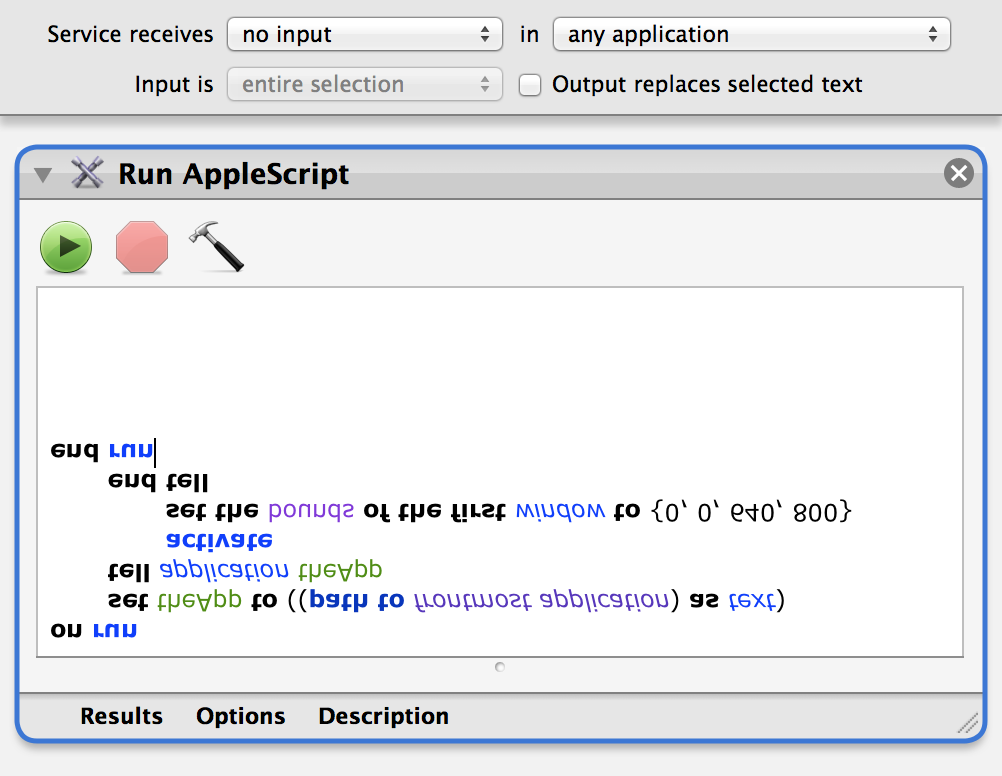 Service receives no input in any application
Input is entire selection Output replaces selected text
Run AppleScript
on run
set theApp to ((path to frontmost application) as text)
tell application theApp
activate
set the bounds of the first window to {0, 0, 640, 800}
end tell
end run
Results Options Description